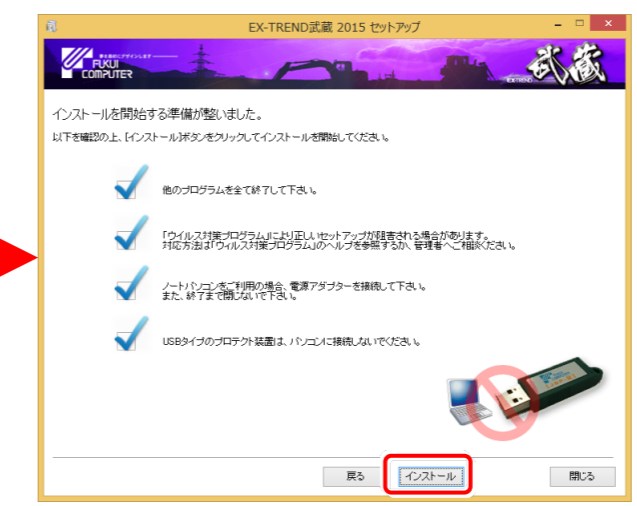 EX-TREND武蔵 2015 セットアップ
FUKUI
COMPUTER
武蔵
インストールを開始する準備が整いました。
以下を確認の上、[インストール]ボタンをクリックしてインストールを開始してください。
他のプログラムを全て終了して下さい。
「ウイルス対策プログラム」により正しいセットアップが阻害される場合があります。
対応方法は「ウィルス対策プログラム」のヘルプを参照するか、管理者へご相談ください。
ノートパソコンをご利用の場合、電源アダプターを接続して下さい。
また、終了まで閉じないで下さい。
USBタイプのプロテクト装置は、パソコンに接続しないでください。
戻る
インストール
閉じる